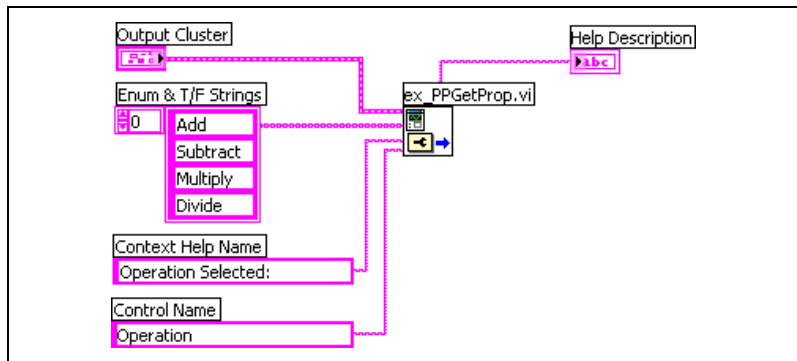 Output Cluster
Help Description
abc
Enum & T/F Strings
ex_PPGetProp.vi
0
Add
Subtract
Multiply
Divide
Context Help Name
Operation Selected:
Control Name
Operation